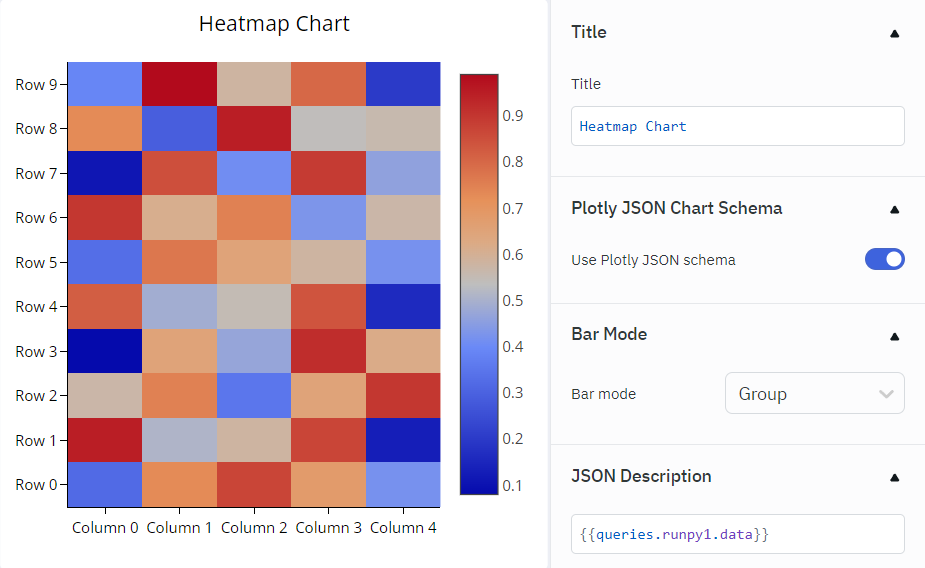 Heatmap Chart
Row 9
Row 8
Row 7
Row 6
Row 5
Row 4
Row 3
Row 2
Row 1
Row 0
Column 0 Column 1 Column 2 Column 3 Column 4
0.9
0.8
0.7
0.6
0.5
0.4
0.3
0.2
0.1
Title
Title
Heatmap Chart
Plotly JSON Chart Schema
Use Plotly JSON schema
Bar Mode
Bar mode
Group
JSON Description
{{queries.runpy1.data}}